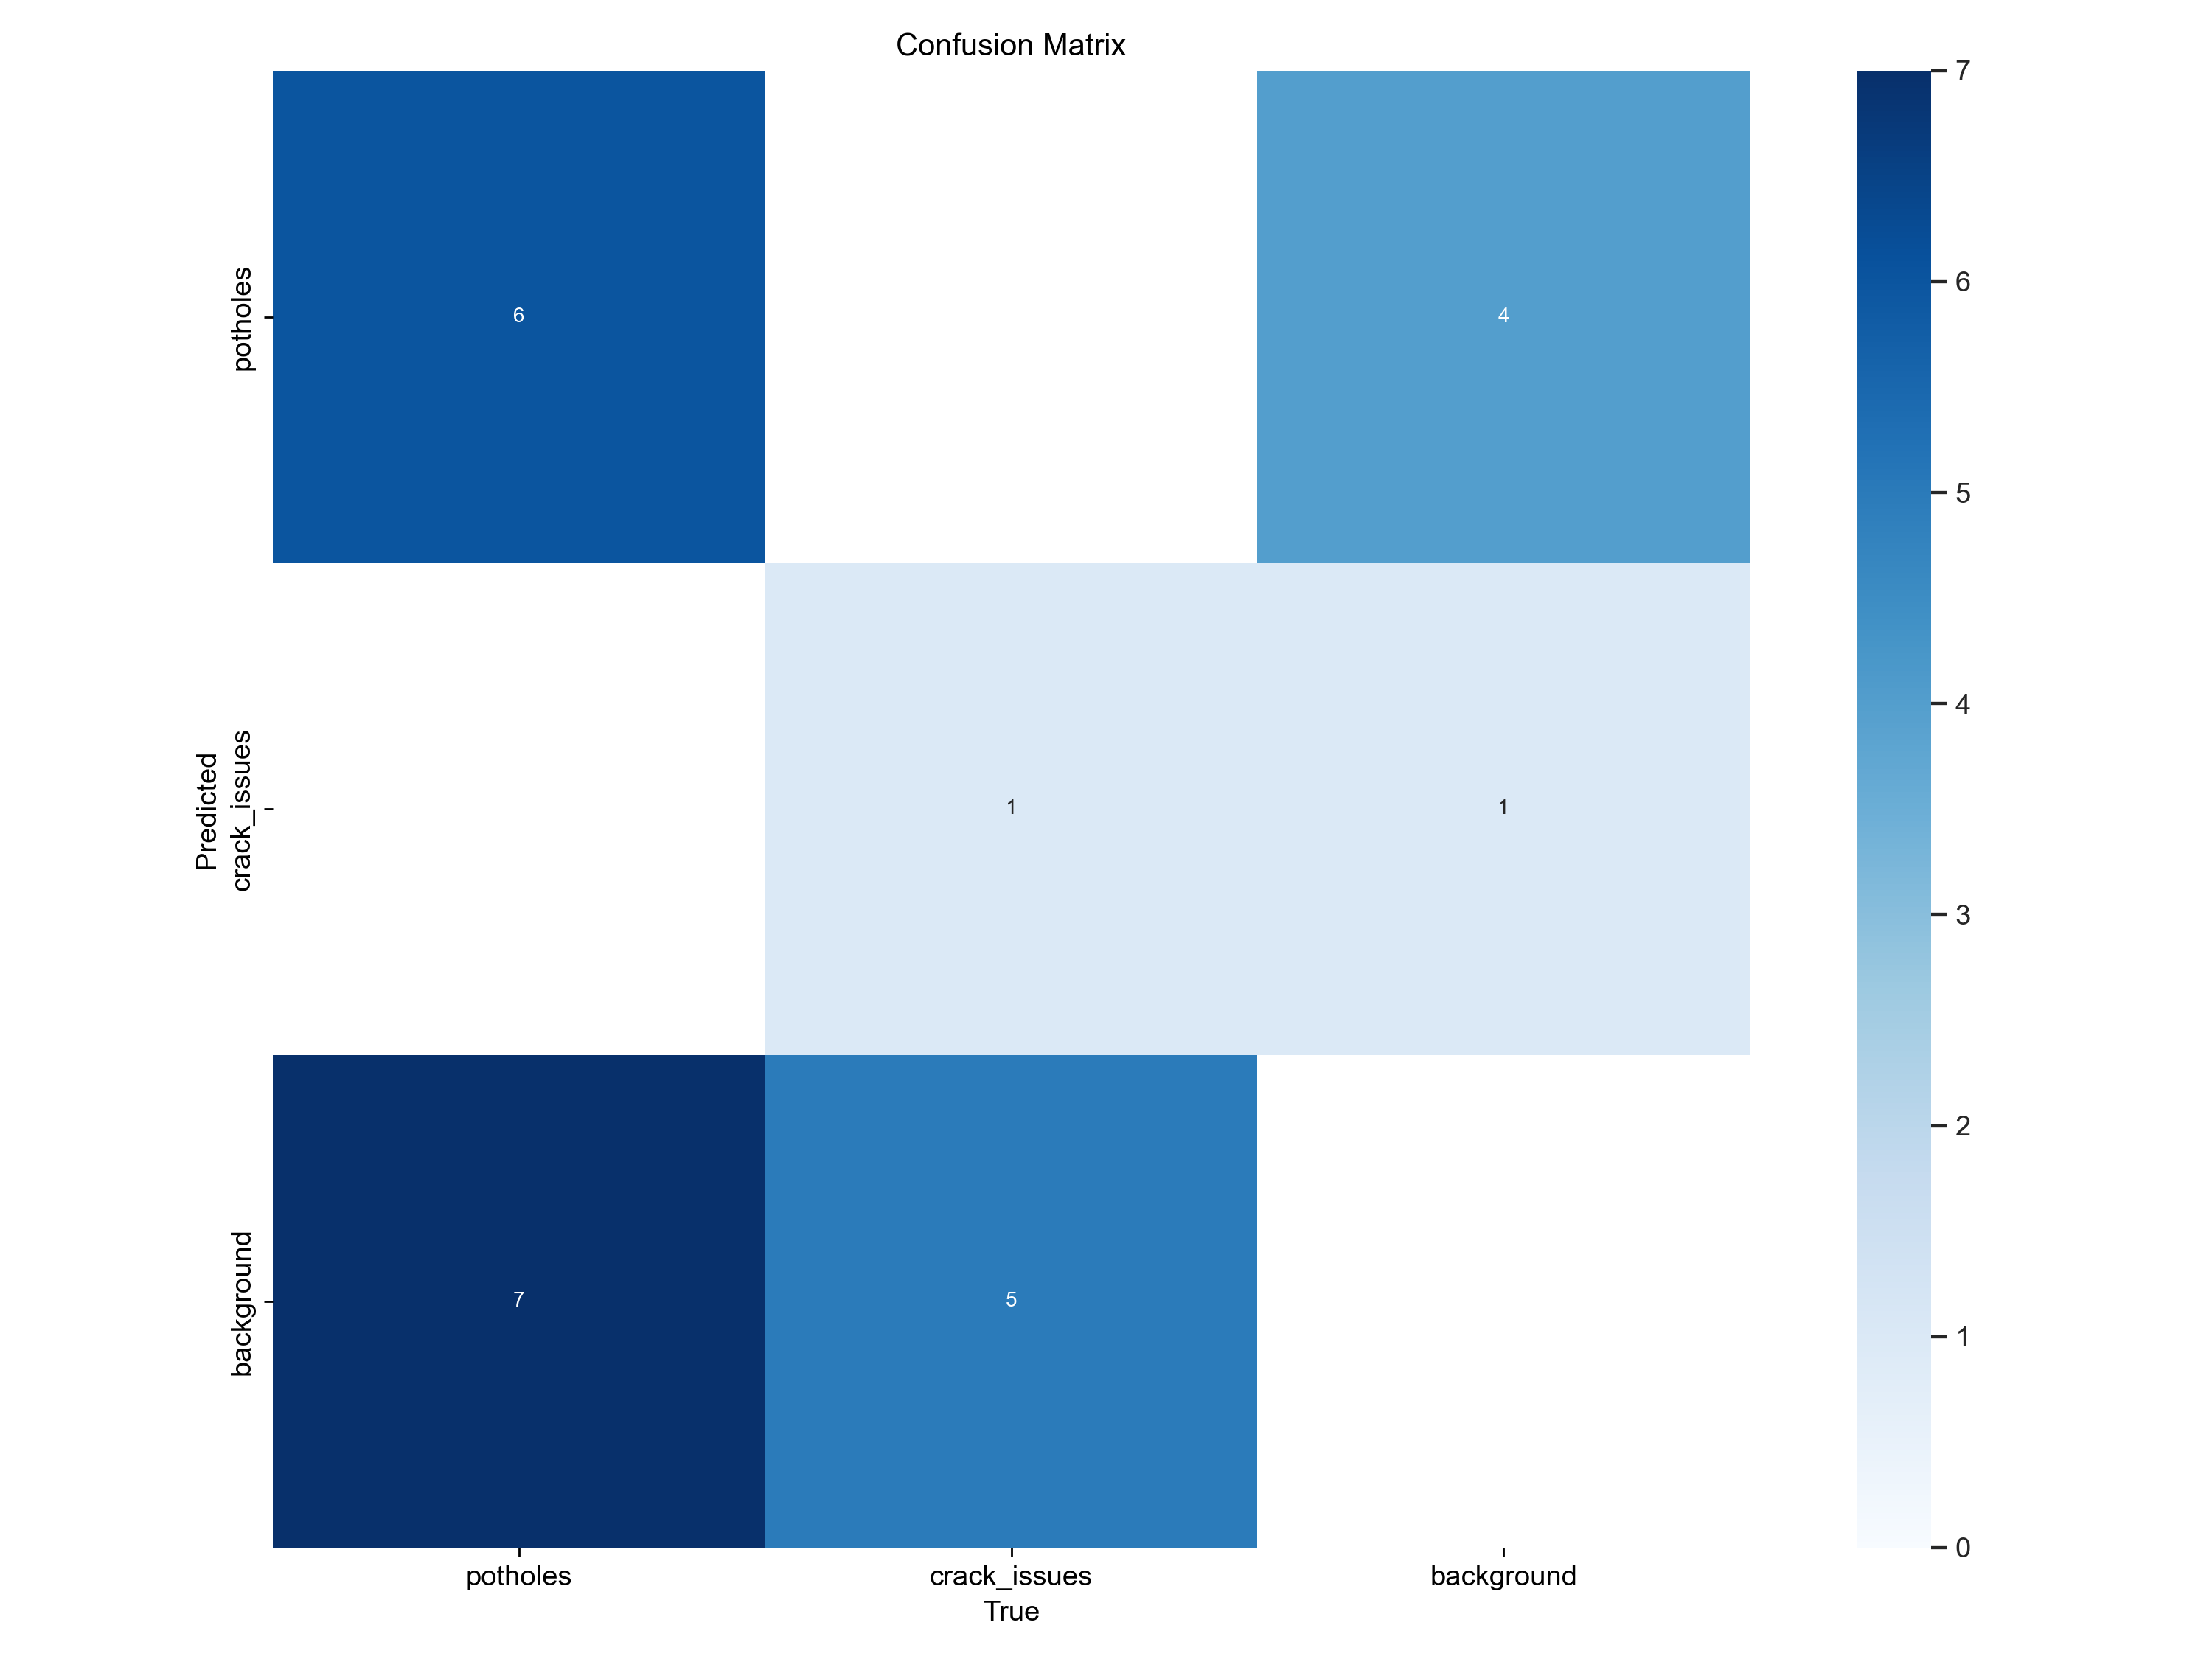 Confusion Matrix
potholes
6
4
Predicted
crack_issues
1
1
background
7
5
potholes
crack_issues
background
True
7
6
5
4
3
2
1
0